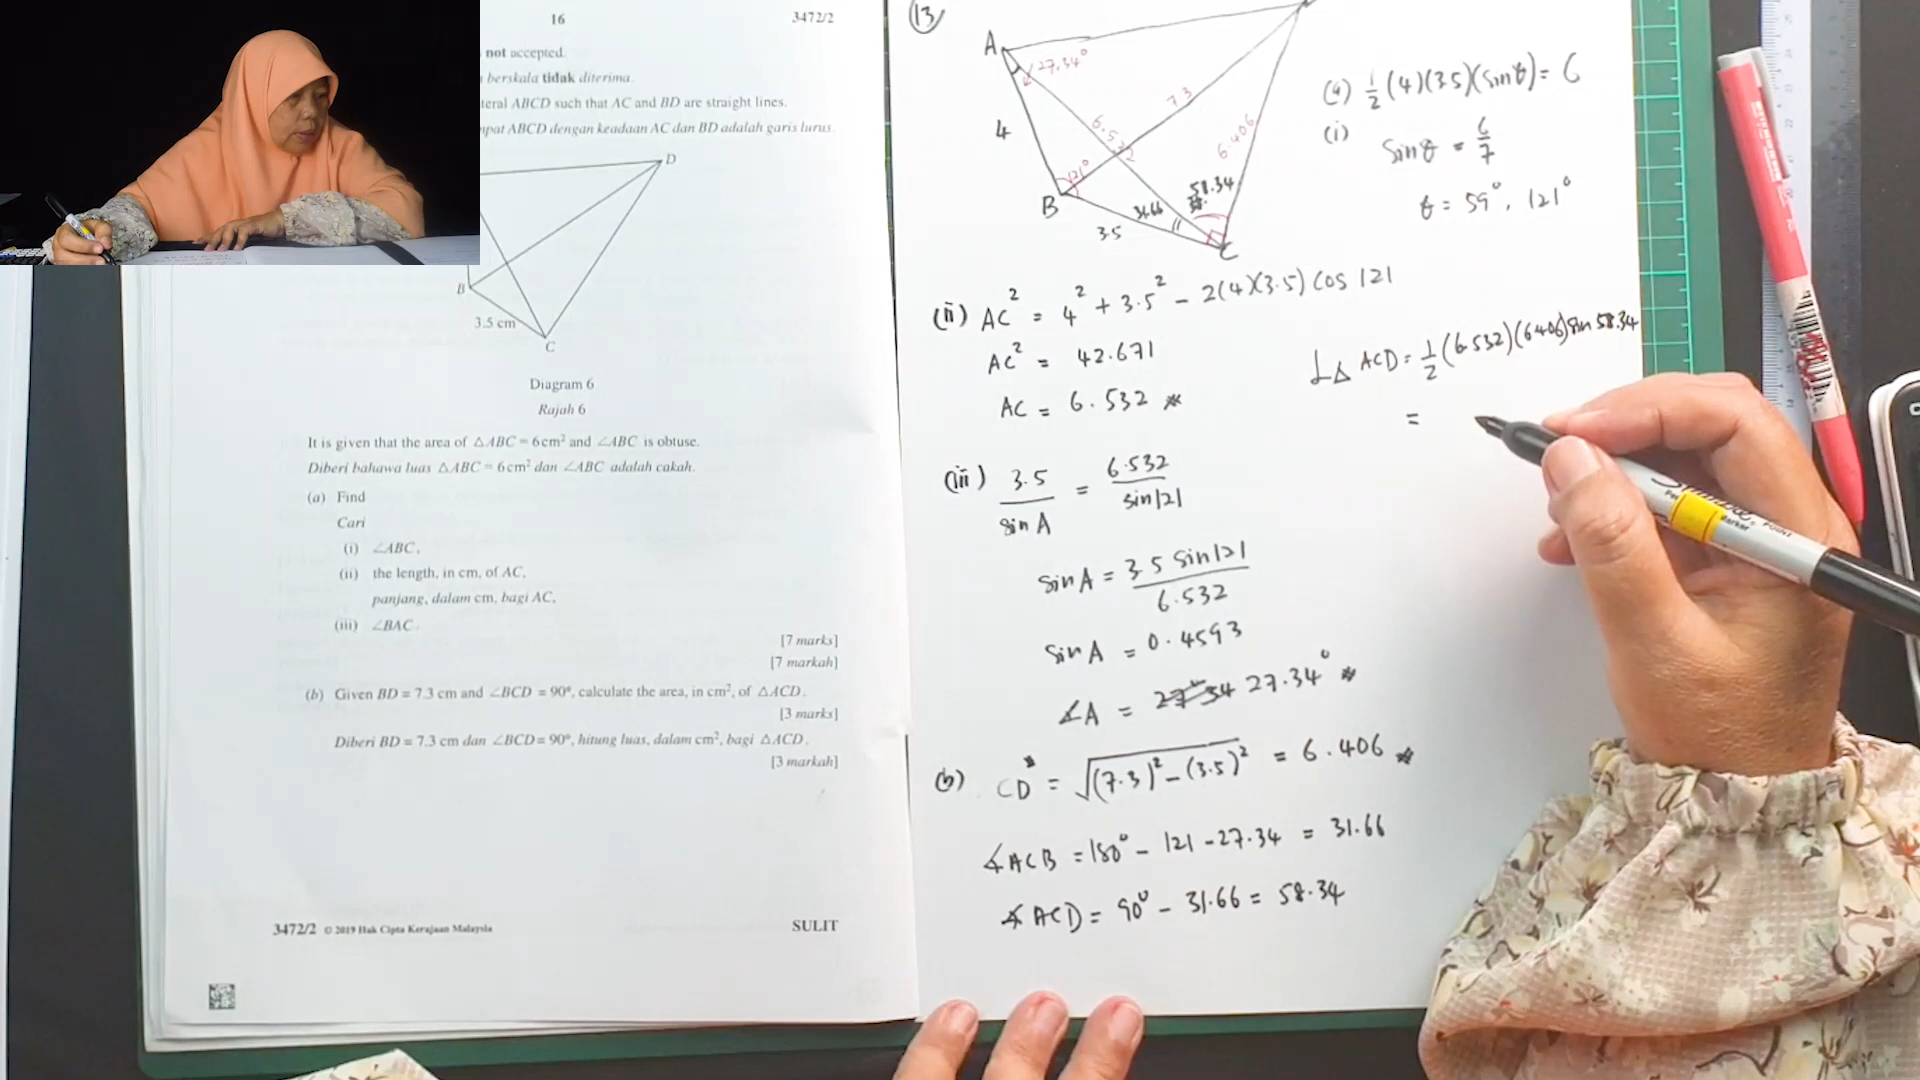 16
3472/2
not accepted.
berskala tidak diterima.
teral ABCD such that AC and BD are straight lines.
mpat ABCD dengan keadaan AC dan BD adalah garis lurus.
D
B
3.5 cm
C
Diagram 6
Rajah 6
It is given that the area of △ABC = 6 cm² and ∠ABC is obtuse.
Diberi bahawa luas △ABC = 6 cm² dan ∠ABC adalah cakah.
(a) Find
Cari
(i) ∠ABC,
(ii) the length, in cm, of AC,
panjang, dalam cm, bagi AC,
(iii) ∠BAC.
[7 marks]
[7 markah]
(b) Given BD = 7.3 cm and ∠BCD = 90°, calculate the area, in cm², of △ACD.
[3 marks]
Diberi BD = 7.3 cm dan ∠BCD = 90°, hitung luas, dalam cm², bagi △ACD.
[3 markah]
3472/2 © 2019 Hak Cipta Kerajaan Malaysia
SULIT
13
A
27.34°
4
6.532
7.3
6.406
121°
B
31.66
58.34
3.5
C
(a) ½(4)(3.5)(sin θ) = 6
(i) sin θ = 6/7
θ = 59°, 121°
(ii) AC² = 4² + 3.5² − 2(4)(3.5) cos 121
AC² = 42.671
AC = 6.532 *
(iii) 3.5/sin A = 6.532/sin 121
sin A = 3.5 sin 121/6.532
sin A = 0.4593
∡A = 27.34 27.34° *
(b) CD = √(7.3)² − (3.5)² = 6.406 *
∡ACB = 180° − 121 − 27.34 = 31.66
∡ACD = 90° − 31.66 = 58.34
L△ ACD = ½(6.532)(6.406) sin 58.34
=